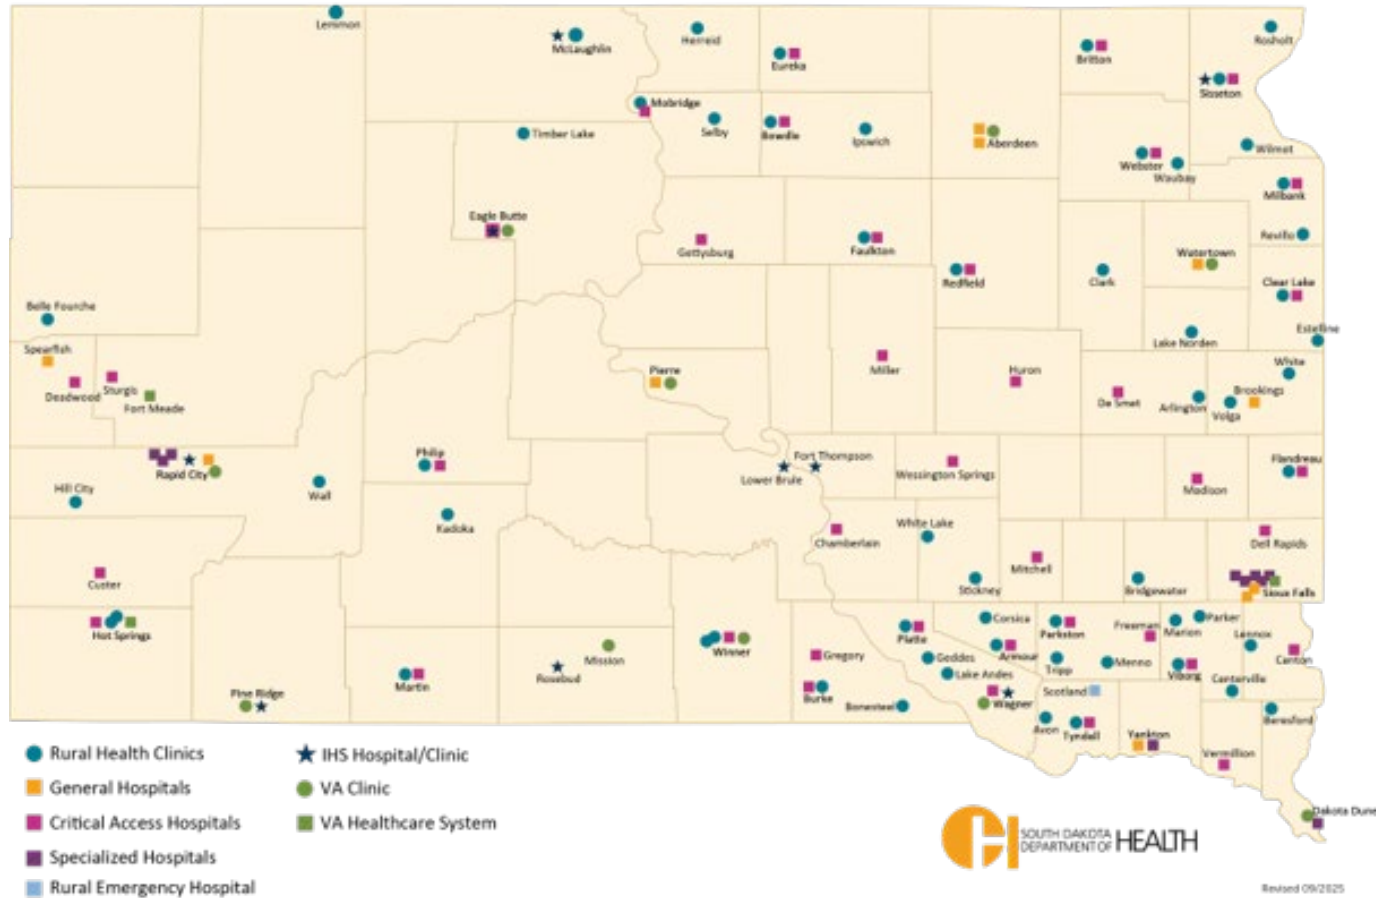 Lemmon
McLaughlin
Herreid
Eureka
Britton
Rosholt
Sisseton
Mobridge
Timber Lake
Selby
Bowdle
Ipswich
Aberdeen
Webster
Waubay
Wilmot
Milbank
Eagle Butte
Gettysburg
Faulkton
Redfield
Clark
Watertown
Revillo
Clear Lake
Belle Fourche
Lake Norden
Estelline
Spearfish
Deadwood
Sturgis
Fort Meade
Pierre
Miller
Huron
De Smet
Arlington
Volga
Brookings
White
Rapid City
Philip
Fort Thompson
Lower Brule
Wessington Springs
Madison
Flandreau
Hill City
Wall
Kadoka
Chamberlain
White Lake
Dell Rapids
Custer
Stickney
Mitchell
Bridgewater
Sioux Falls
Hot Springs
Winner
Platte
Corsica
Parkston
Freeman
Marion
Parker
Lennox
Canton
Mission
Gregory
Geddes
Armour
Tripp
Menno
Viborg
Centerville
Rosebud
Martin
Lake Andes
Pine Ridge
Burke
Bonesteel
Wagner
Scotland
Avon
Tyndall
Yankton
Vermillion
Beresford
Dakota Dune
Rural Health Clinics
General Hospitals
Critical Access Hospitals
Specialized Hospitals
Rural Emergency Hospital
IHS Hospital/Clinic
VA Clinic
VA Healthcare System
SOUTH DAKOTA
DEPARTMENT OF HEALTH
Revised 09/2025